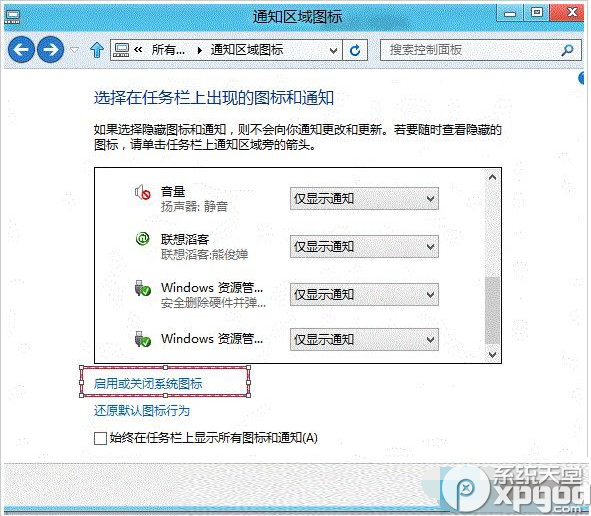 通知区域图标
« 所有... 通知区域图标
搜索控制面板
选择在任务栏上出现的图标和通知
如果选择隐藏图标和通知，则不会向你通知更改和更新。若要随时查看隐藏的
图标，请单击任务栏上通知区域旁的箭头。
音量
仅显示通知
扬声器: 静音
联想滔客
仅显示通知
联想滔客:熊俊婵
Windows 资源管...
仅显示通知
安全删除硬件并弹...
Windows 资源管...
仅显示通知
启用或关闭系统图标
还原默认图标行为
始终在任务栏上显示所有图标和通知(A)
系统天堂
xpgod
.com